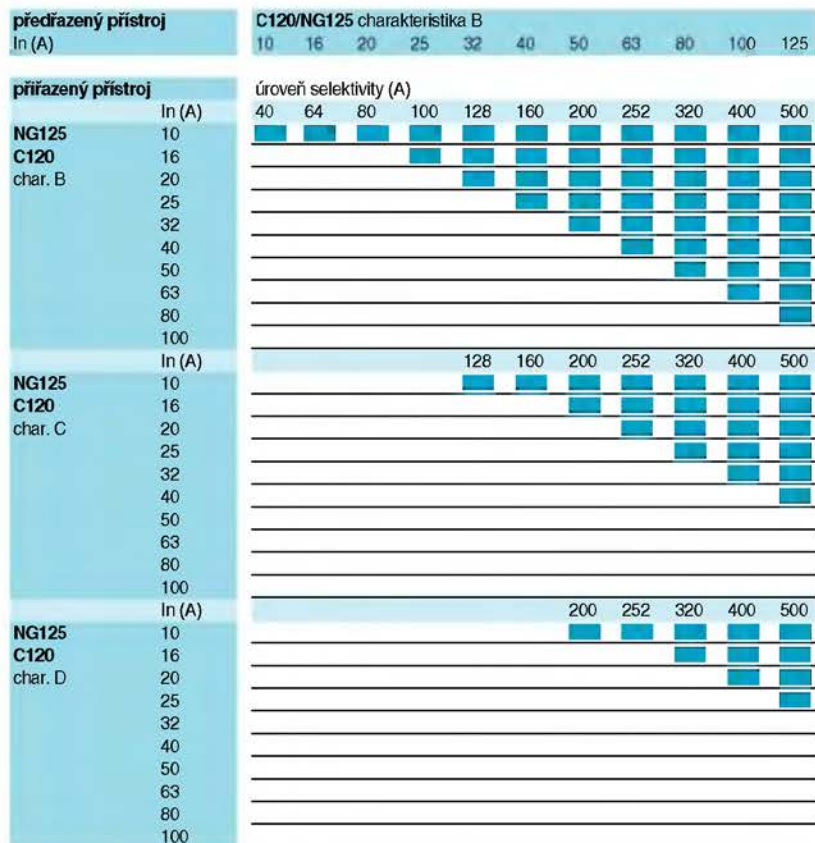 předřazený přístroj C120/NG125 charakteristika B
In (A) 10 16 20 25 32 40 50 63 80 100 125
přiřazený přístroj úroveň selektivity (A)
In (A) 40 64 80 100 128 160 200 252 320 400 500
NG125 10
C120 16
char. B 20
25
32
40
50
63
80
100
In (A) 128 160 200 252 320 400 500
NG125 10
C120 16
char. C 20
25
32
40
50
63
80
100
In (A) 200 252 320 400 500
NG125 10
C120 16
char. D 20
25
32
40
50
63
80
100